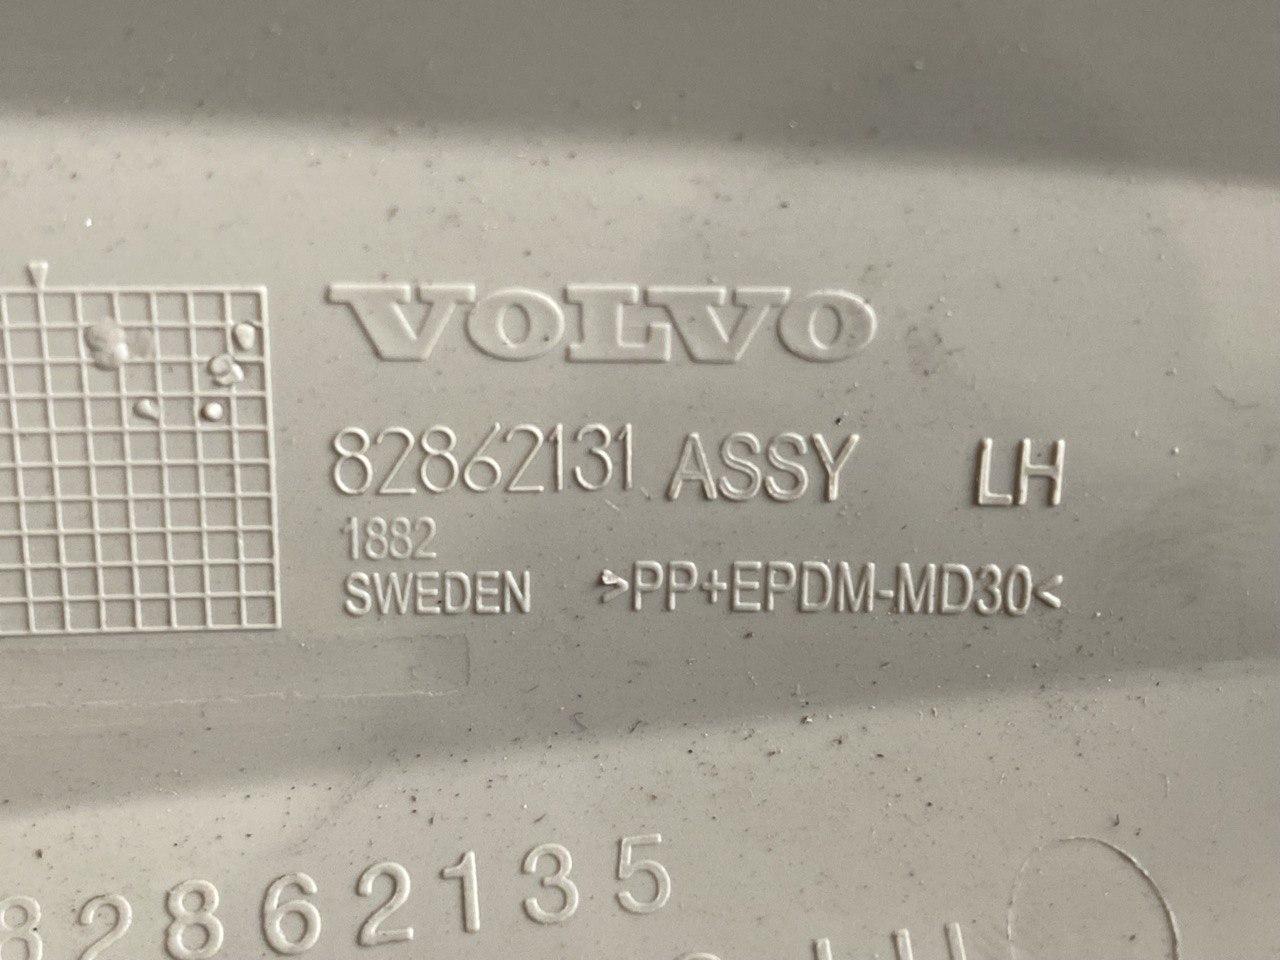 VOLVO
82862131 ASSY LH
1882
SWEDEN >PP+EPDM-MD30<
82862135